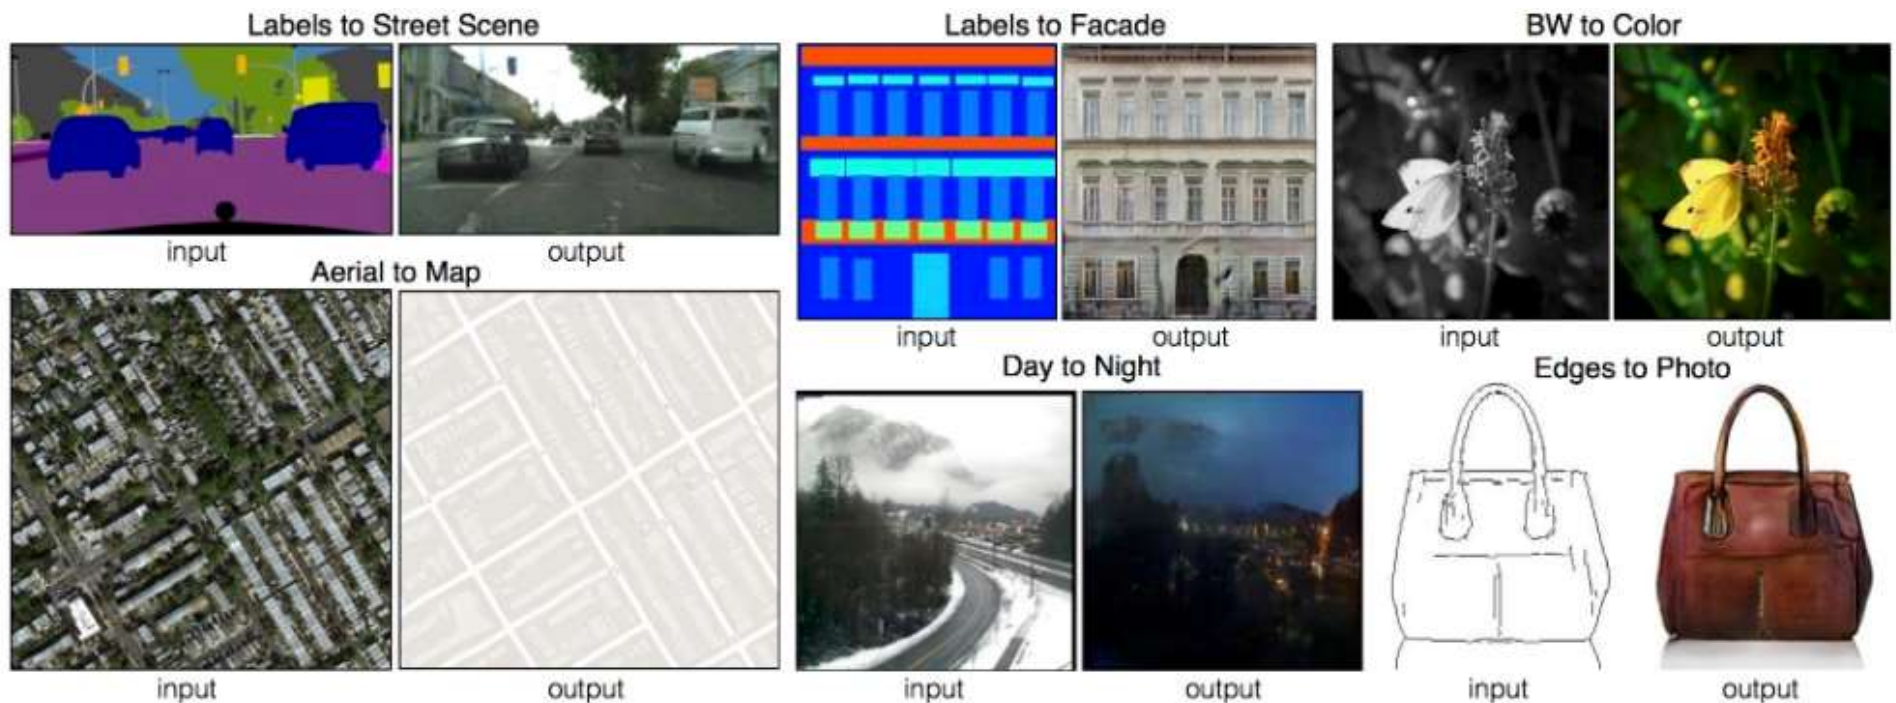 Labels to Street Scene
input
output
Aerial to Map
input
output
Labels to Facade
input
output
BW to Color
input
output
Day to Night
input
output
Edges to Photo
input
output